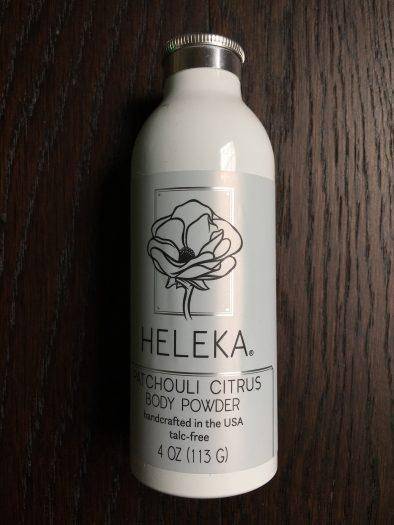 HELEKA®
PATCHOULI CITRUS
BODY POWDER
handcrafted in the USA
talc-free
4 OZ (113 G)